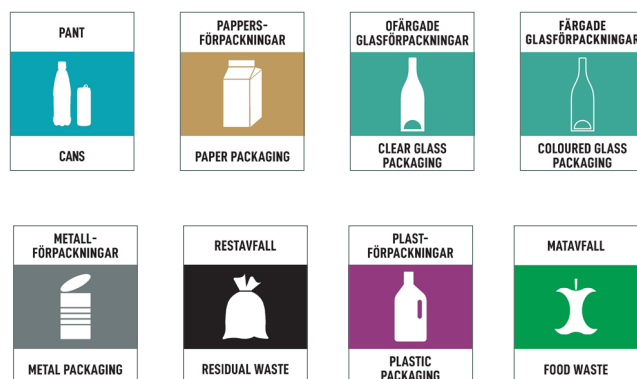 PANT
CANS
PAPPERS-
FÖRPACKNINGAR
PAPER PACKAGING
OFÄRGADE
GLASFÖRPACKNINGAR
CLEAR GLASS
PACKAGING
FÄRGADE
GLASFÖRPACKNINGAR
COLOURED GLASS
PACKAGING
METALL-
FÖRPACKNINGAR
METAL PACKAGING
RESTAVFALL
RESIDUAL WASTE
PLAST-
FÖRPACKNINGAR
PLASTIC
PACKAGING
MATAVFALL
FOOD WASTE